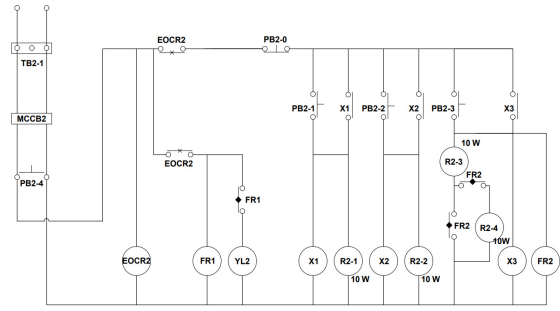 EOCR2
PB2-0
TB2-1
PB2-1
X1
PB2-2
X2
PB2-3
X3
MCCB2
10 W
EOCR2
R2-3
FR2
PB2-4
FR1
FR2
R2-4
10W
EOCR2
FR1
YL2
X1
R2-1
X2
R2-2
X3
FR2
10 W
10 W